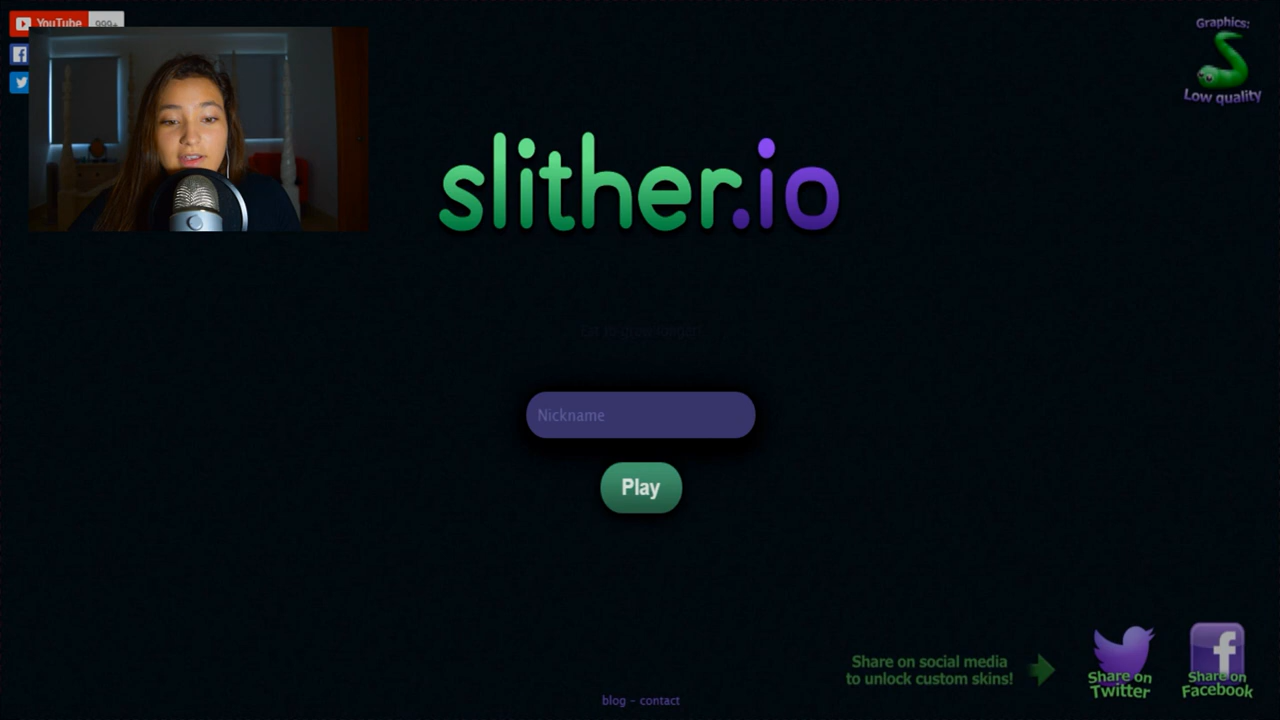 YouTube 999+
Graphics:
Low quality
slither.io
Nickname
Play
Share on social media
to unlock custom skins!
Share on
Twitter
Share on
Facebook
blog - contact